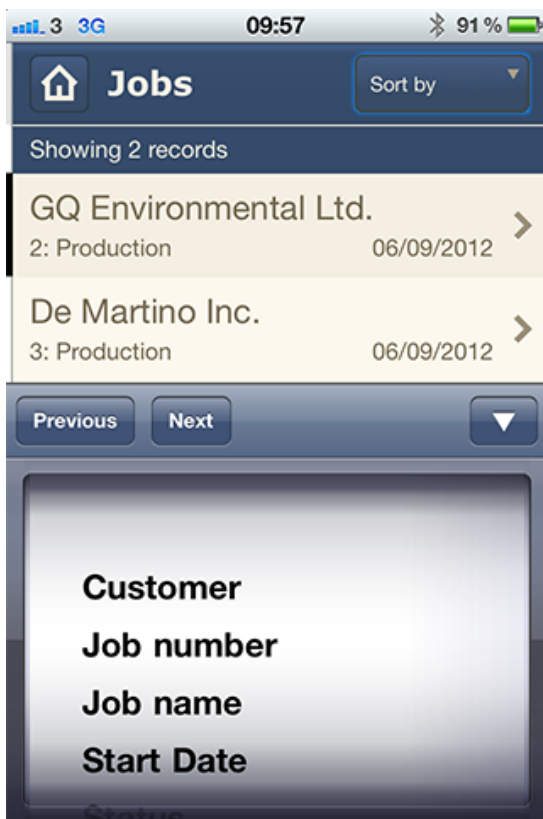 3 3G 09:57 91 %
Jobs Sort by
Showing 2 records
GQ Environmental Ltd.
2: Production 06/09/2012
De Martino Inc.
3: Production 06/09/2012
Previous Next
Customer
Job number
Job name
Start Date
Status